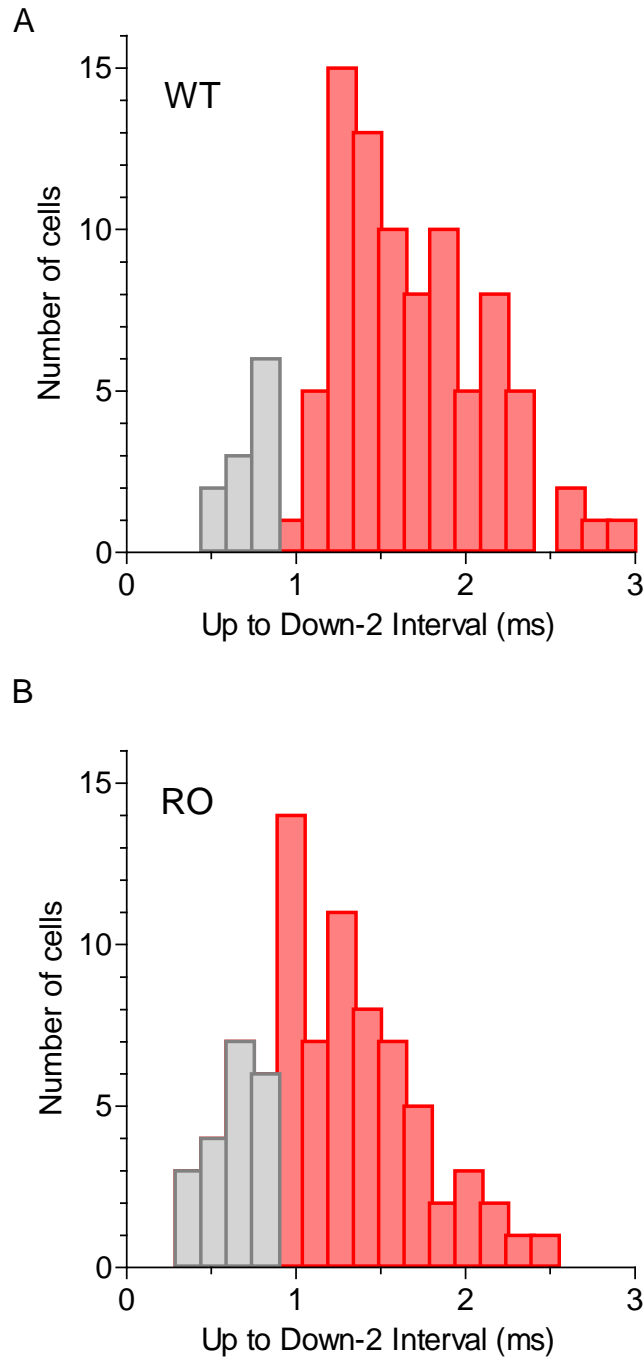 A
WT
Number of cells
15
10
5
0
0 1 2 3
Up to Down-2 Interval (ms)
B
RO
Number of cells
15
10
5
0
0 1 2 3
Up to Down-2 Interval (ms)